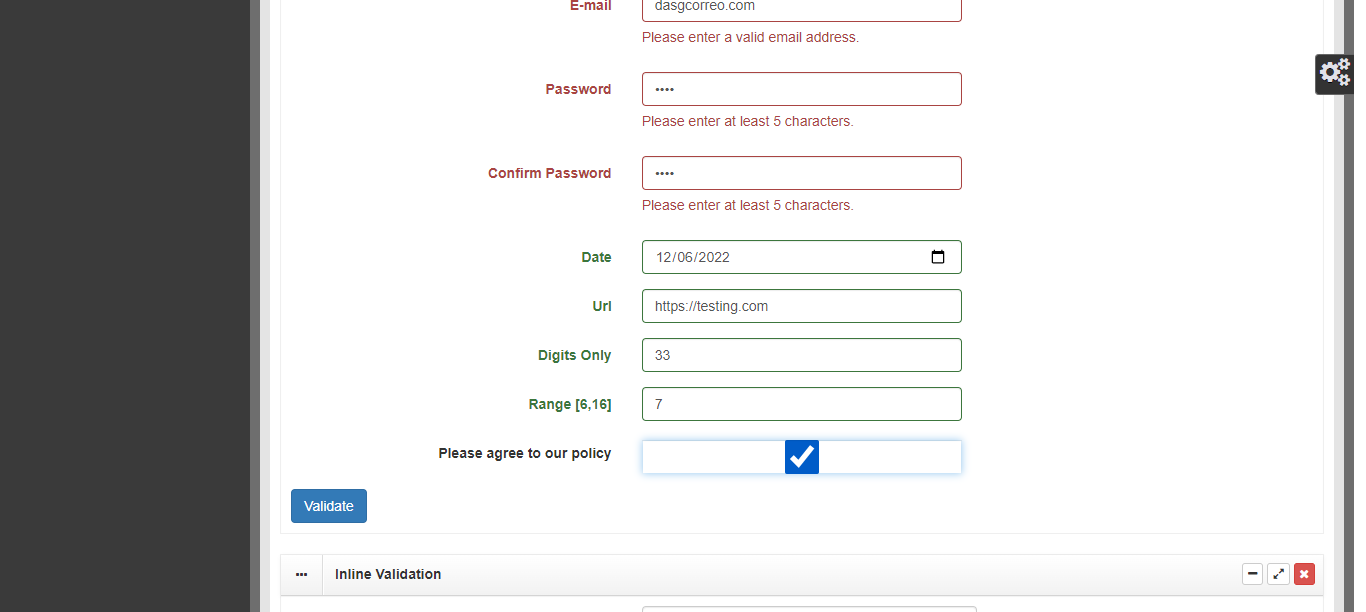 E-mail dasgcorreo.com
Please enter a valid email address.
Password ••••
Please enter at least 5 characters.
Confirm Password ••••
Please enter at least 5 characters.
Date 12/06/2022
Url https://testing.com
Digits Only 33
Range [6,16] 7
Please agree to our policy
Validate
Inline Validation